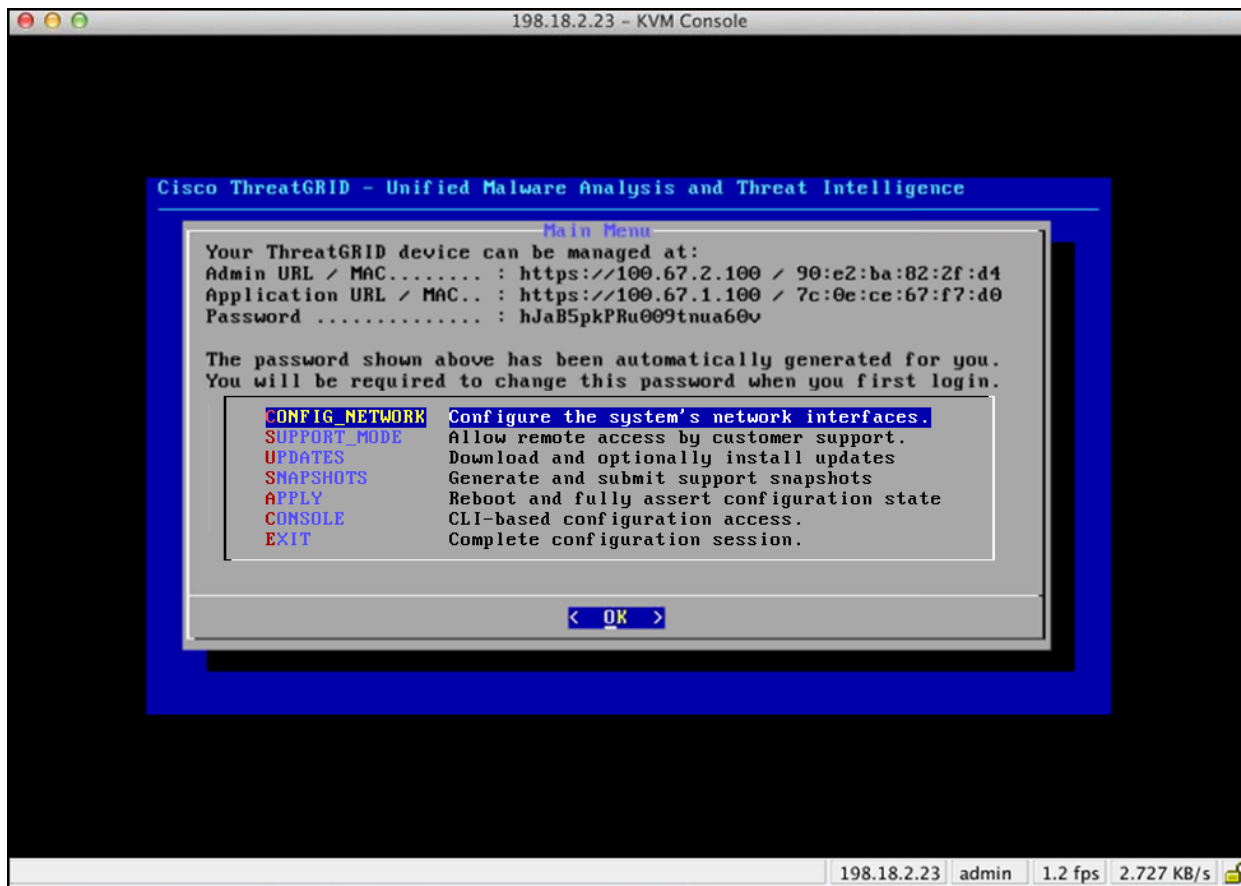 198.18.2.23 – KVM Console
Cisco ThreatGRID – Unified Malware Analysis and Threat Intelligence
Main Menu
Your ThreatGRID device can be managed at:
Admin URL / MAC........ : https://100.67.2.100 / 90:e2:ba:82:2f:d4
Application URL / MAC.. : https://100.67.1.100 / 7c:0e:ce:67:f7:d0
Password .............. : hJaB5pkPRu009tnua60v
The password shown above has been automatically generated for you.
You will be required to change this password when you first login.
CONFIG_NETWORK Configure the system's network interfaces.
SUPPORT_MODE Allow remote access by customer support.
UPDATES Download and optionally install updates
SNAPSHOTS Generate and submit support snapshots
APPLY Reboot and fully assert configuration state
CONSOLE CLI-based configuration access.
EXIT Complete configuration session.
< OK >
198.18.2.23 admin 1.2 fps 2.727 KB/s